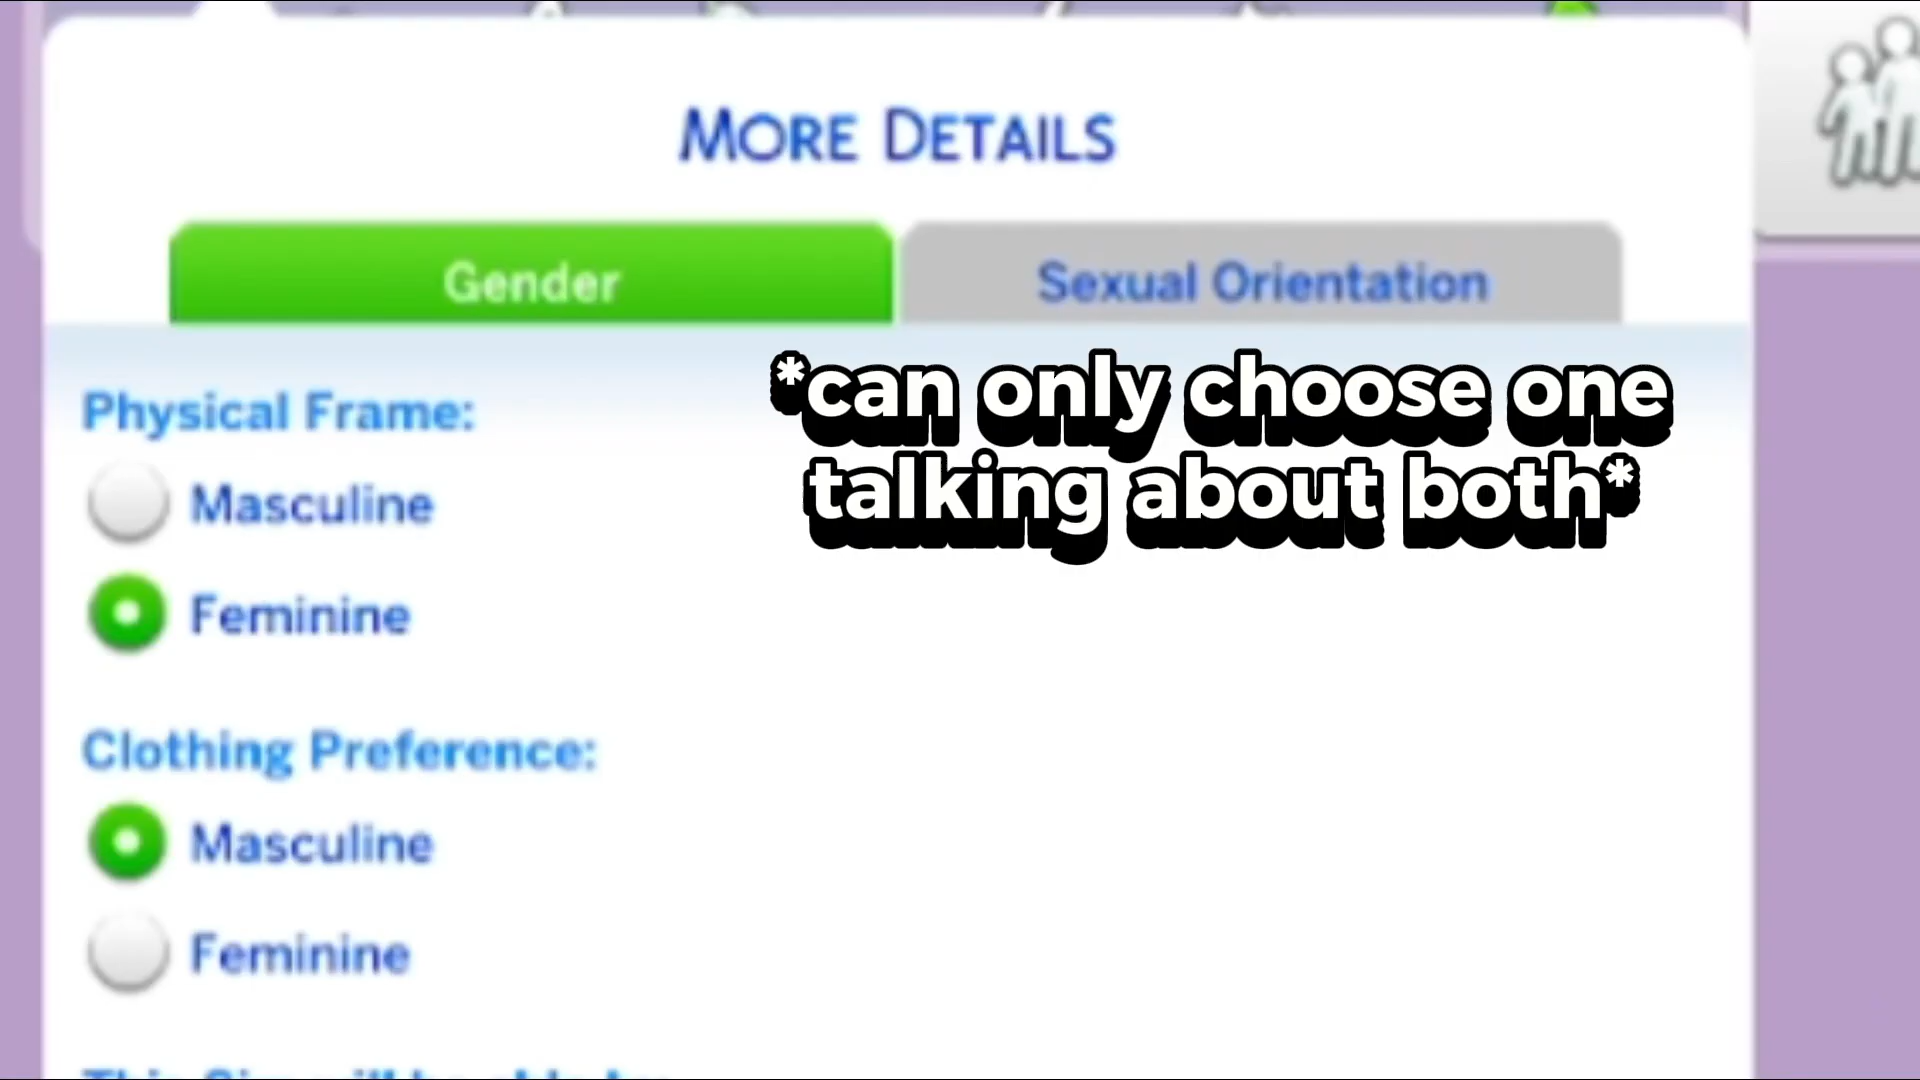 More Details
Gender
Sexual Orientation
*can only choose one
talking about both*
Physical Frame:
Masculine
Feminine
Clothing Preference:
Masculine
Feminine